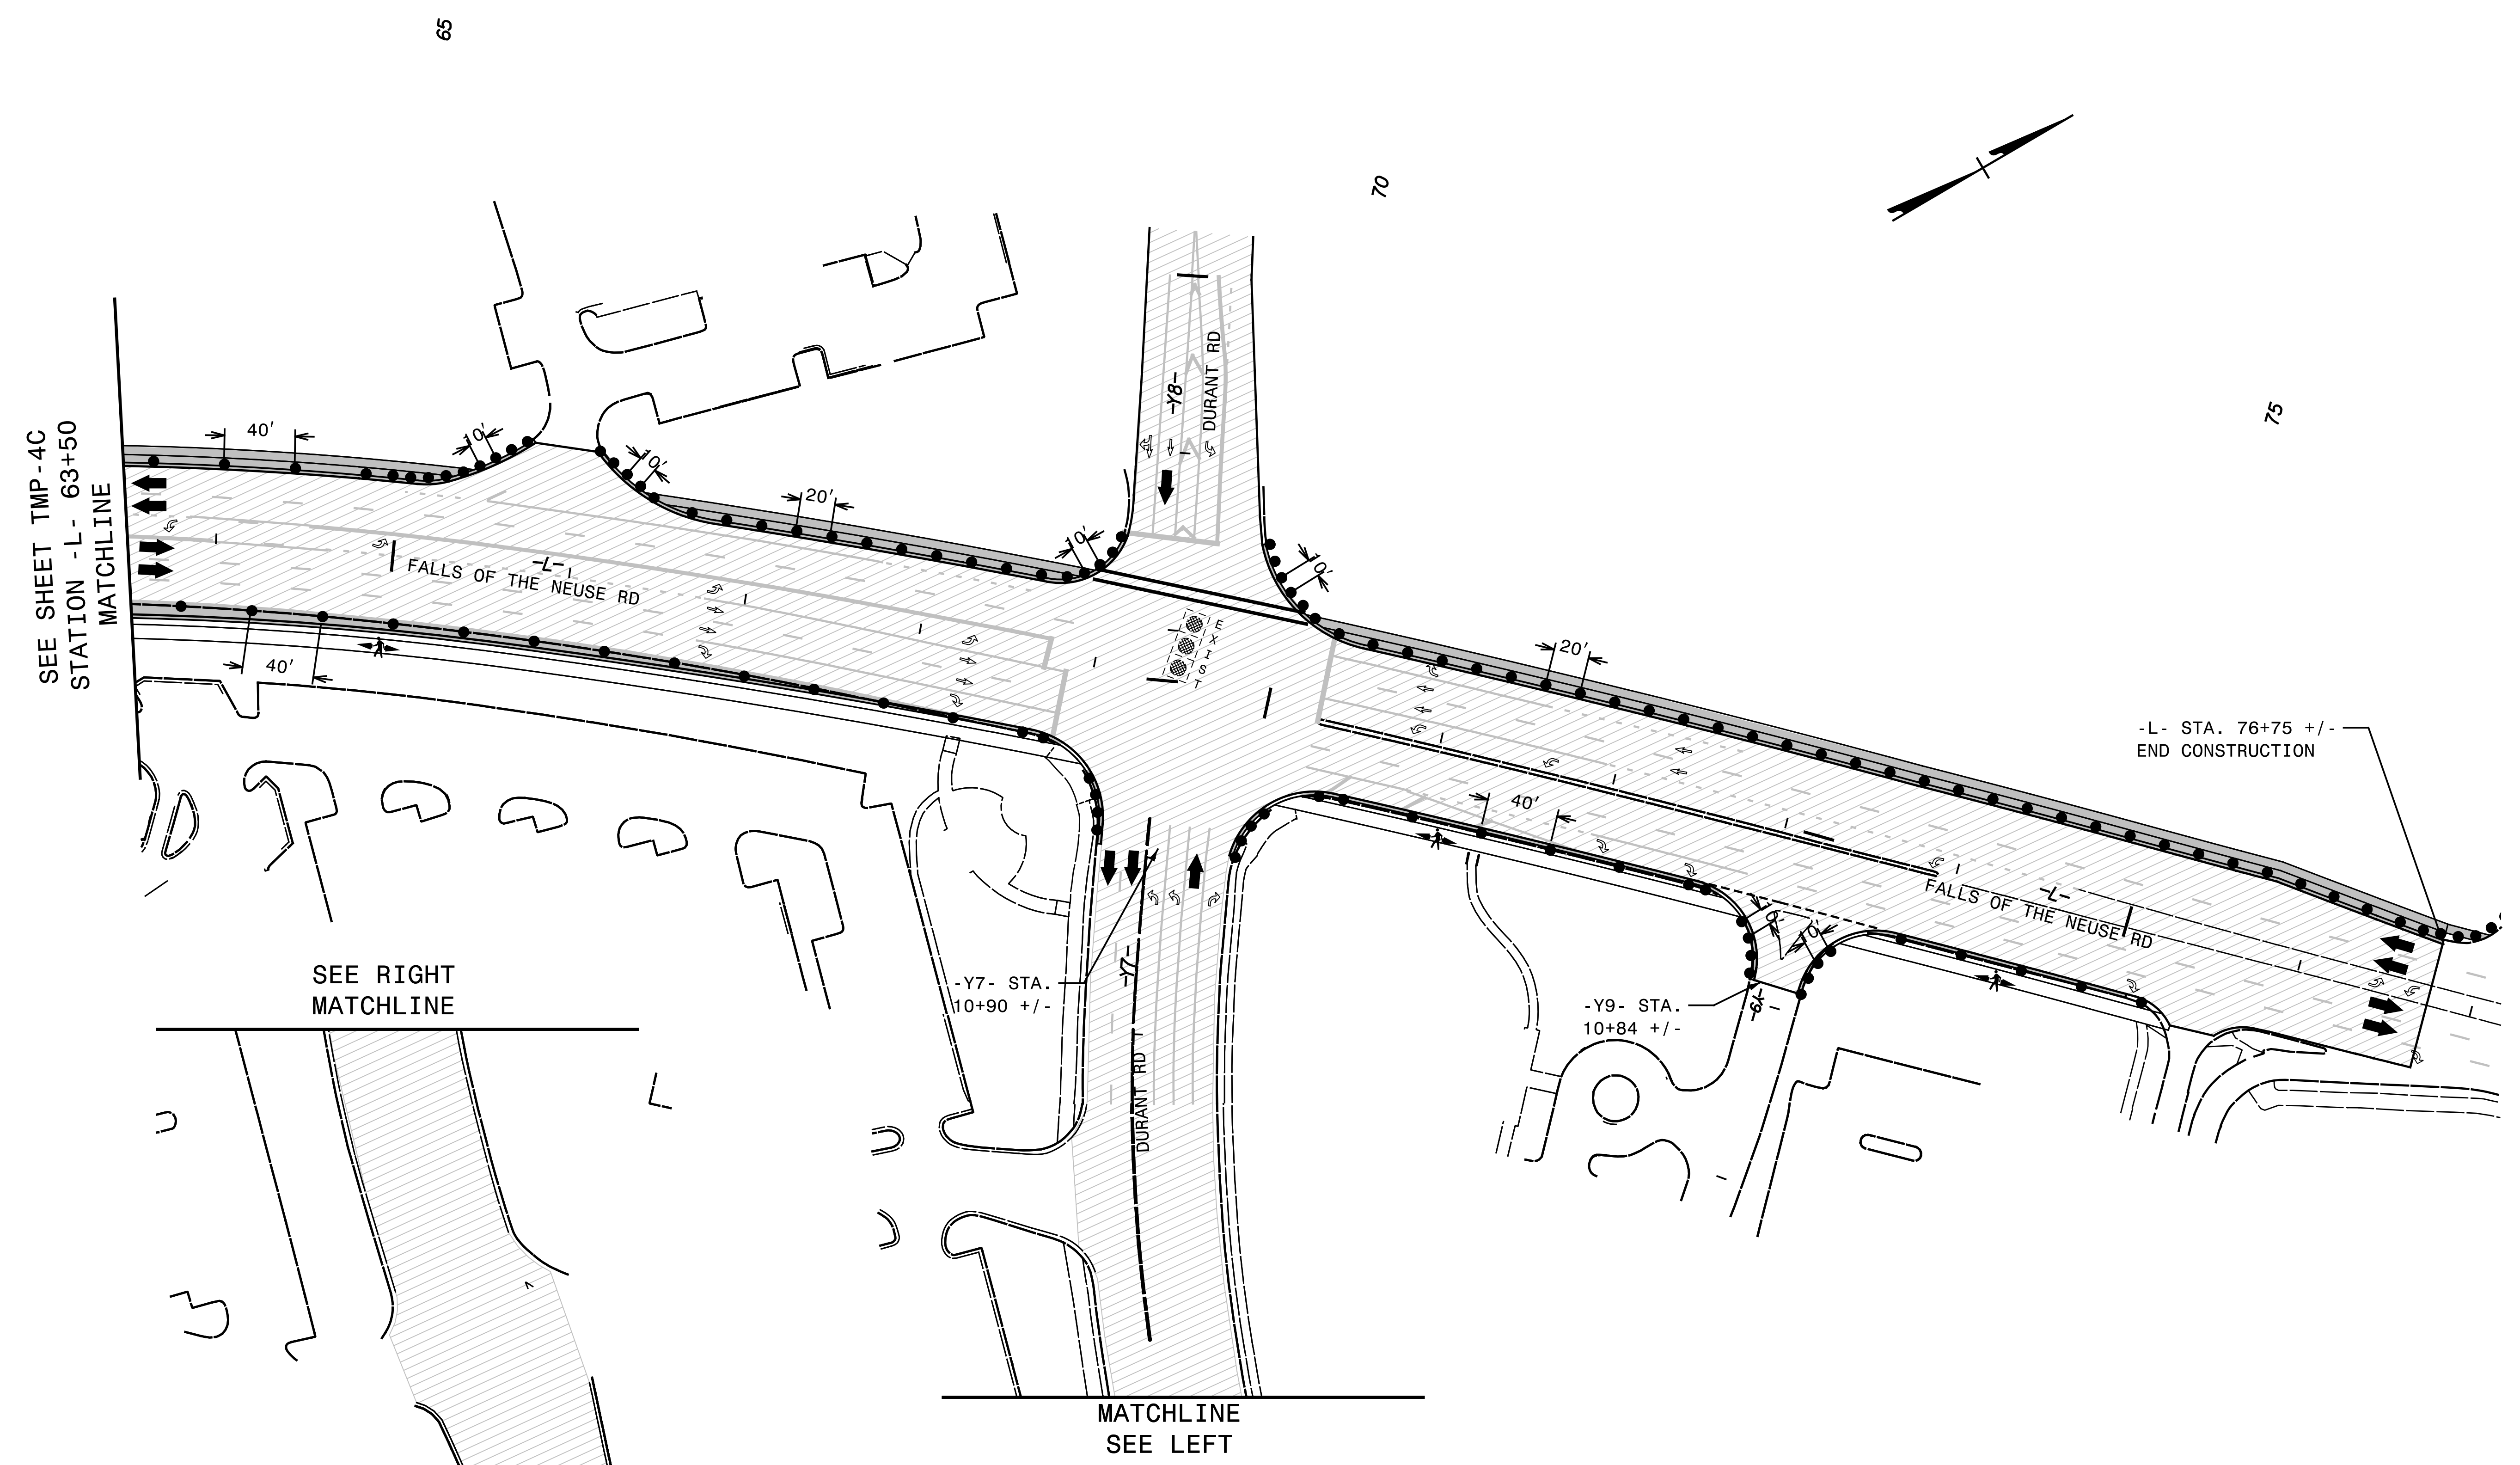 65
70
75
SEE SHEET TMP-4C
STATION -L- 63+50
MATCHLINE
40'
10'
10'
20'
10'
-Y8-
DURANT RD
10'
-L-
FALLS OF THE NEUSE RD
EXIST
20'
40'
40'
-L- STA. 76+75 +/-
END CONSTRUCTION
-L-
FALLS OF THE NEUSE RD
10'
10'
-Y7-
-Y7- STA.
10+90 +/-
-Y9- STA.
10+84 +/-
-Y9-
DURANT RD
SEE RIGHT
MATCHLINE
MATCHLINE
SEE LEFT